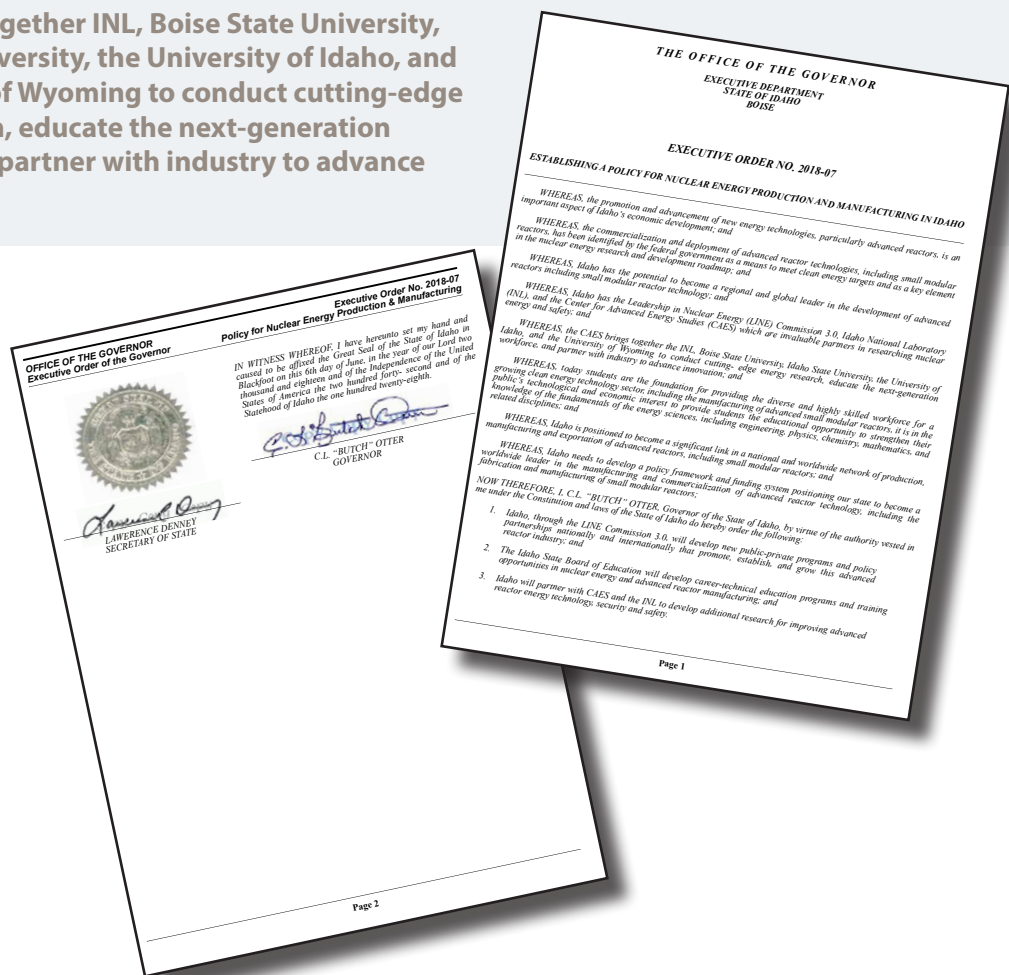 gether INL, Boise State University,
versity, the University of Idaho, and
of Wyoming to conduct cutting-edge
, educate the next-generation
partner with industry to advance
THE OFFICE OF THE GOVERNOR
EXECUTIVE DEPARTMENT
STATE OF IDAHO
BOISE
EXECUTIVE ORDER NO. 2018-07
ESTABLISHING A POLICY FOR NUCLEAR ENERGY PRODUCTION AND MANUFACTURING IN IDAHO
WHEREAS, the promotion and advancement of new energy technologies, particularly advanced reactors, is an
important aspect of Idaho's economic development; and
WHEREAS, the commercialization and deployment of advanced reactor technologies, including small modular
reactors, has been identified by the federal government as a means to meet clean energy targets and as a key element
in the nuclear energy research and development roadmap; and
WHEREAS, Idaho has the potential to become a regional and global leader in the development of advanced
reactors including small modular reactor technology; and
WHEREAS, Idaho has the Leadership in Nuclear Energy (LINE) Commission 3.0, Idaho National Laboratory
(INL), and the Center for Advanced Energy Studies (CAES) which are invaluable partners in researching nuclear
energy and safety; and
WHEREAS, the CAES brings together the INL, Boise State University, Idaho State University, the University of
Idaho, and the University of Wyoming to conduct cutting- edge energy research, educate the next-generation
workforce, and partner with industry to advance innovation; and
WHEREAS, today students are the foundation for providing the diverse and highly skilled workforce for a
growing clean energy technology sector, including the manufacturing of advanced small modular reactors, it is in the
public's technological and economic interest to provide students the educational opportunity to strengthen their
knowledge of the fundamentals of the energy sciences, including engineering, physics, chemistry, mathematics, and
related disciplines; and
WHEREAS, Idaho is positioned to become a significant link in a national and worldwide network of production,
manufacturing and exportation of advanced reactors, including small modular reactors; and
WHEREAS, Idaho needs to develop a policy framework and funding system positioning our state to become a
worldwide leader in the manufacturing and commercialization of advanced reactor technology, including the
fabrication and manufacturing of small modular reactors;
NOW THEREFORE, I, C.L. "BUTCH" OTTER, Governor of the State of Idaho, by virtue of the authority vested in
me under the Constitution and laws of the State of Idaho do hereby order the following:
1. Idaho, through the LINE Commission 3.0, will develop new public-private programs and policy
partnerships nationally and internationally that promote, establish, and grow this advanced
reactor industry; and
2. The Idaho State Board of Education will develop career-technical education programs and training
opportunities in nuclear energy and advanced reactor manufacturing; and
3. Idaho will partner with CAES and the INL to develop additional research for improving advanced
reactor energy technology, security and safety.
Page 1
OFFICE OF THE GOVERNOR
Executive Order of the Governor
Executive Order No. 2018-07
Policy for Nuclear Energy Production & Manufacturing
IN WITNESS WHEREOF, I have hereunto set my hand and
caused to be affixed the Great Seal of the State of Idaho in
Blackfoot on this 6th day of June, in the year of our Lord two
thousand and eighteen and of the Independence of the United
States of America the two hundred forty- second and of the
Statehood of Idaho the one hundred twenty-eighth.
C.L. "BUTCH" OTTER
GOVERNOR
LAWERENCE DENNEY
SECRETARY OF STATE
Page 2